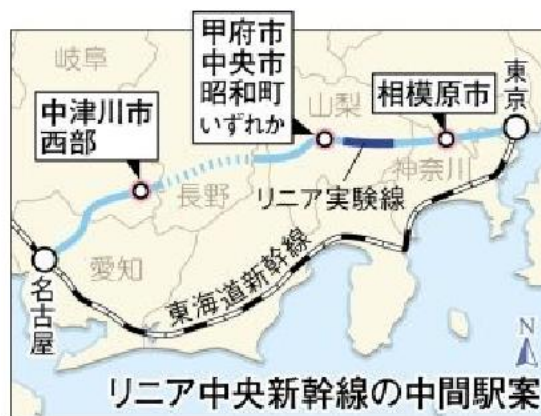 岐阜
甲府市
中央市
昭和町
いずれか
山梨
相模原市
東京
中津川市
西部
長野
リニア実験線
神奈川
愛知
名古屋
東海道新幹線
N
リニア中央新幹線の中間駅案